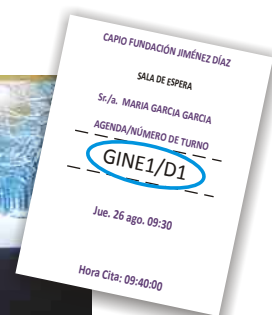 CAPIO FUNDACIÓN JIMÉNEZ DÍAZ
SALA DE ESPERA
Sr./a. MARIA GARCIA GARCIA
AGENDA/NÚMERO DE TURNO
GINE1/D1
Jue. 26 ago. 09:30
Hora Cita: 09:40:00